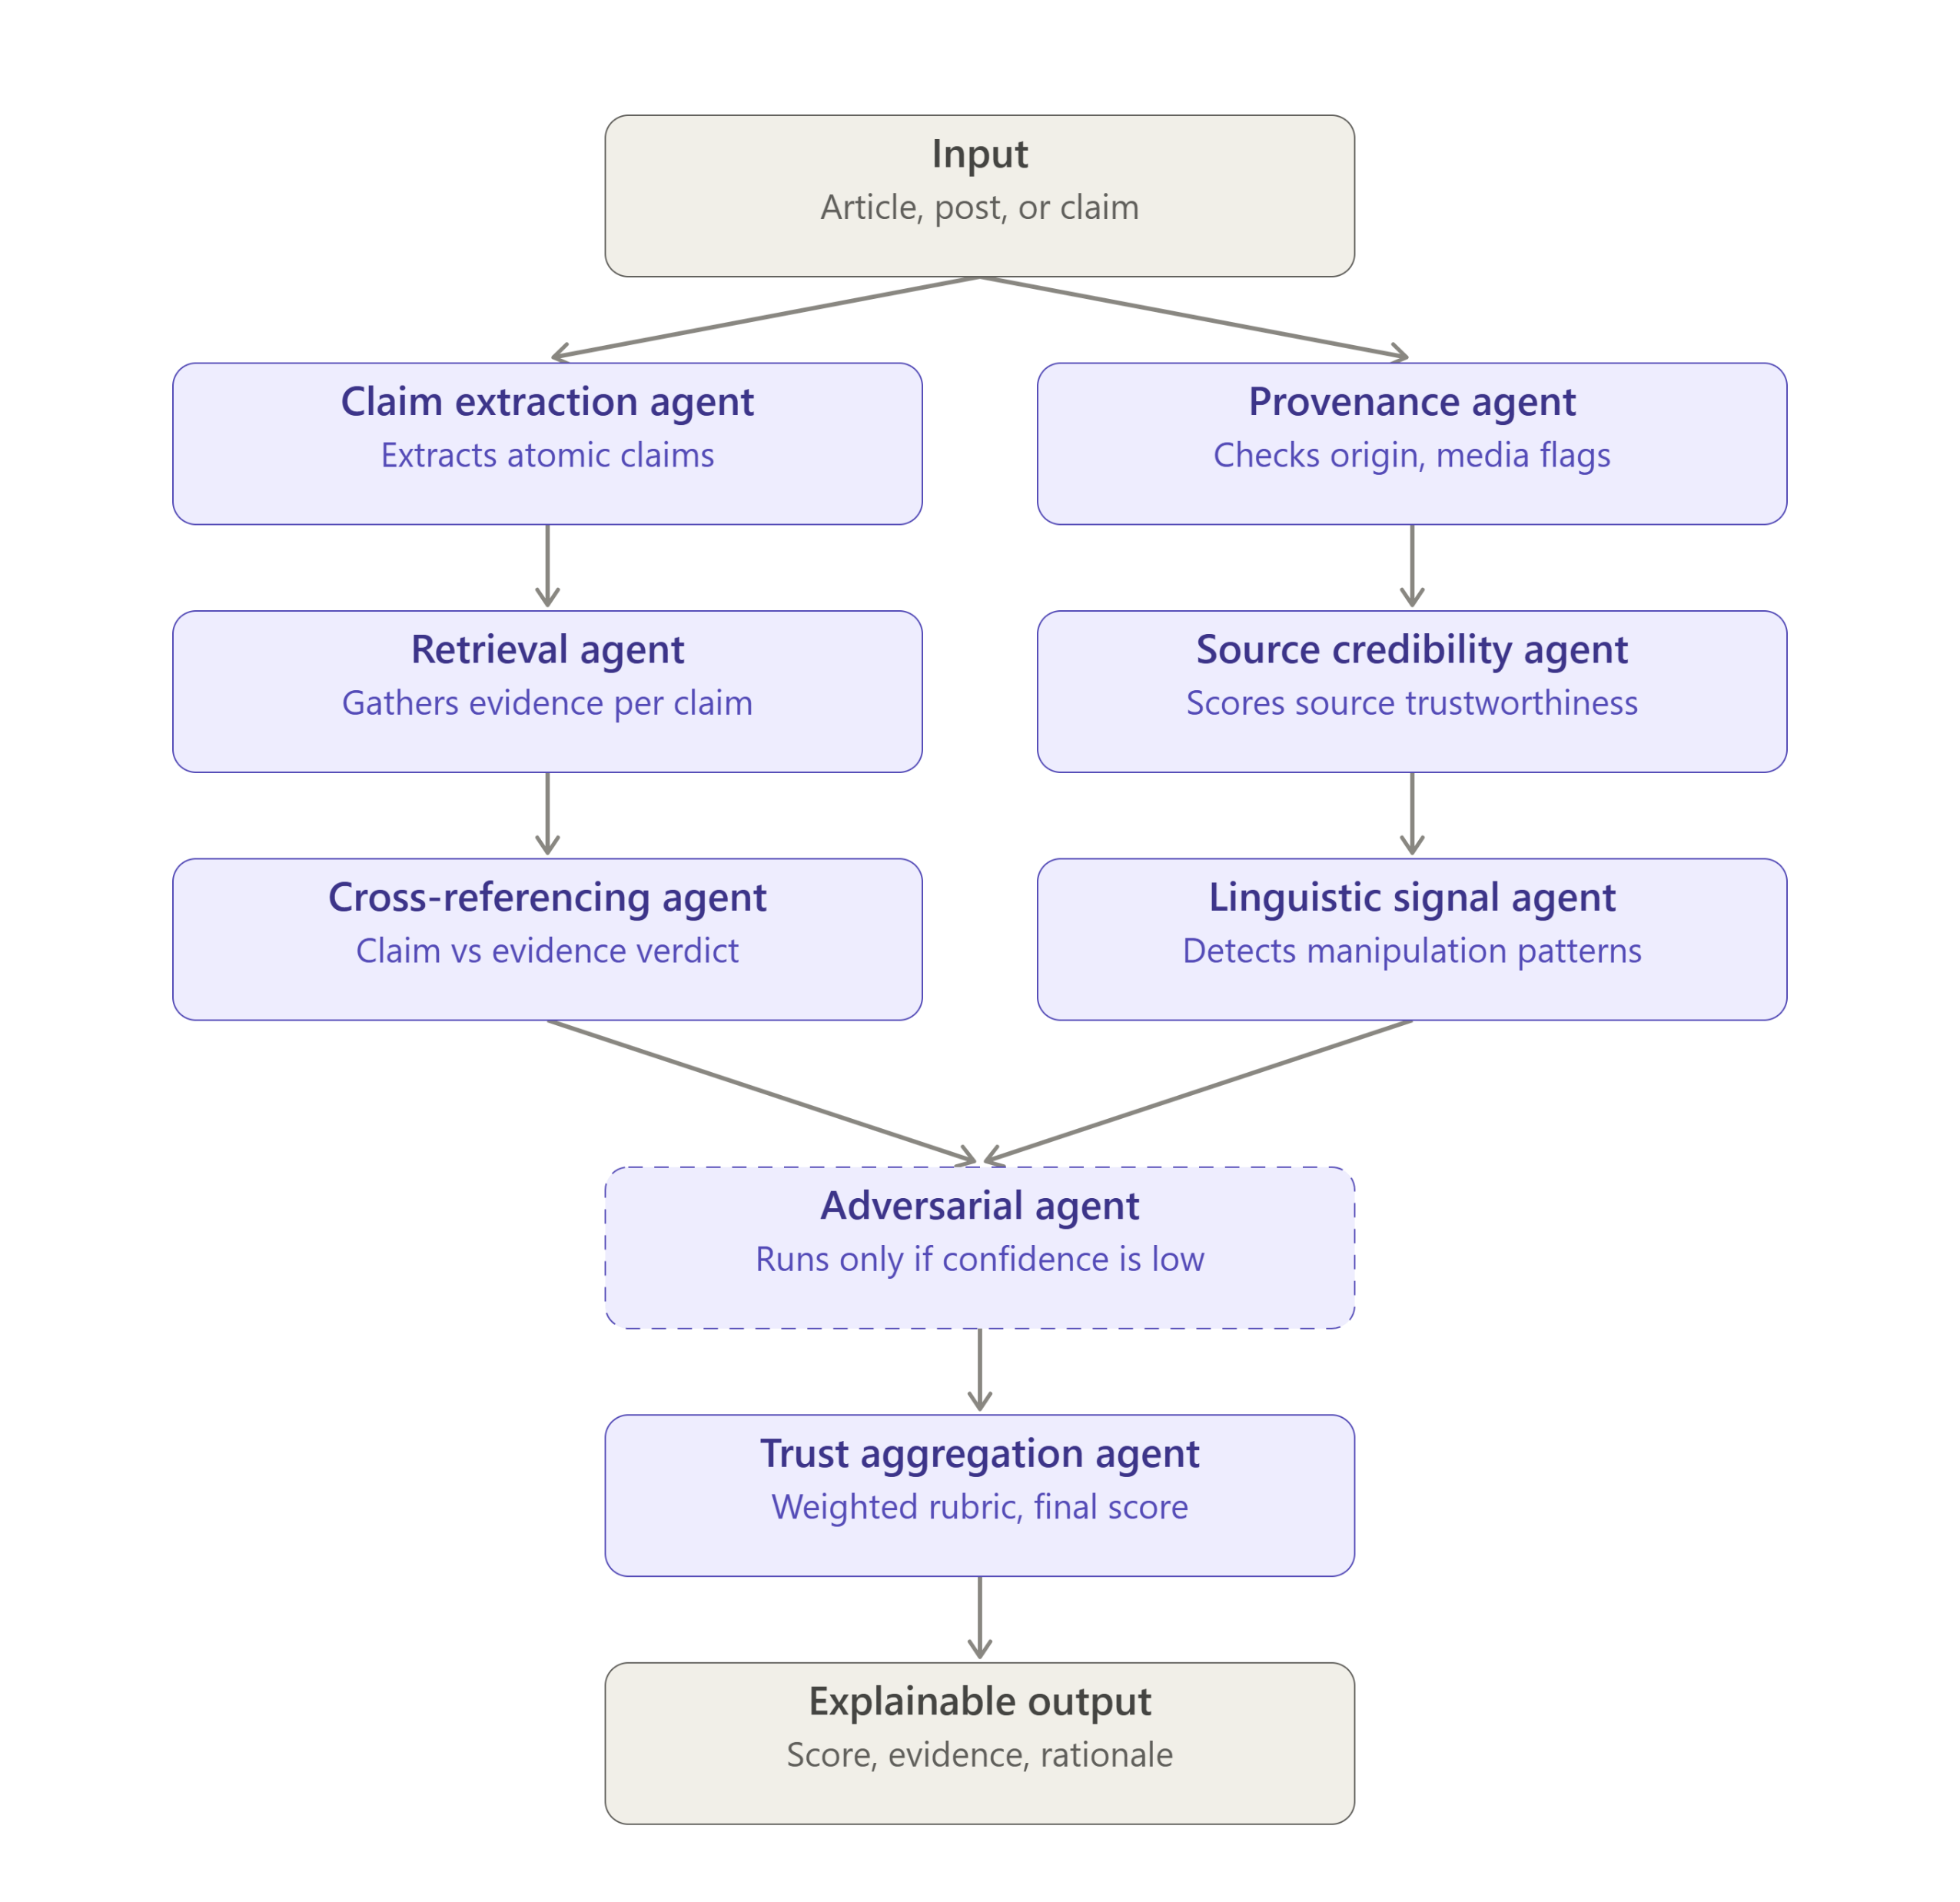 Input
Article, post, or claim
Claim extraction agent
Extracts atomic claims
Provenance agent
Checks origin, media flags
Retrieval agent
Gathers evidence per claim
Source credibility agent
Scores source trustworthiness
Cross-referencing agent
Claim vs evidence verdict
Linguistic signal agent
Detects manipulation patterns
Adversarial agent
Runs only if confidence is low
Trust aggregation agent
Weighted rubric, final score
Explainable output
Score, evidence, rationale